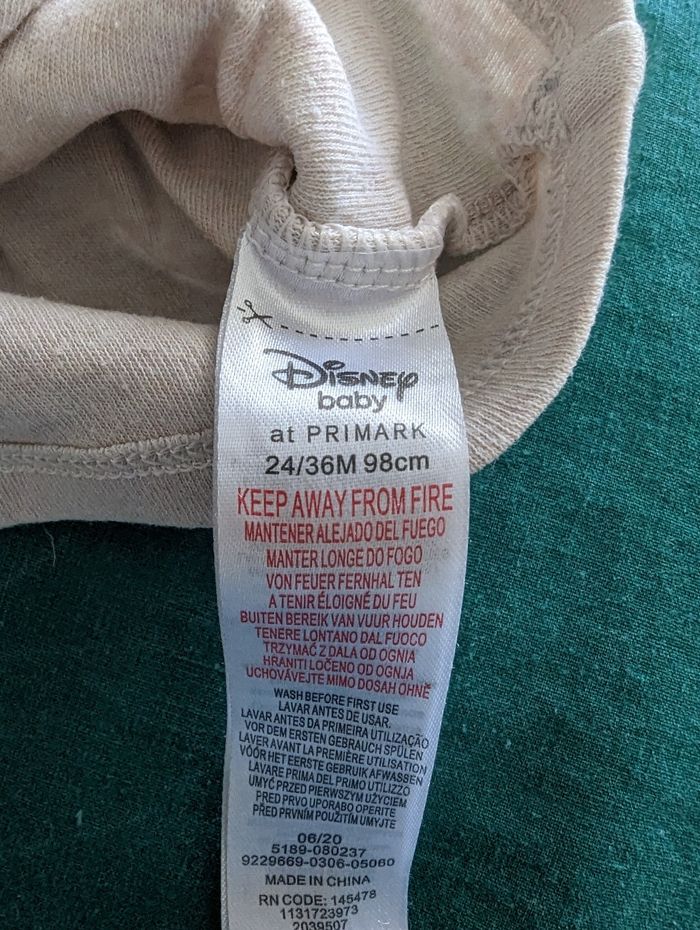 Disney
baby
at PRIMARK
24/36M 98cm
KEEP AWAY FROM FIRE
MANTENER ALEJADO DEL FUEGO
MANTER LONGE DO FOGO
VON FEUER FERNHAL TEN
A TENIR ÉLOIGNÉ DU FEU
BUITEN BEREIK VAN VUUR HOUDEN
TENERE LONTANO DAL FUOCO
TRZYMAĆ Z DALA OD OGNIA
HRANITI LOČENO OD OGNJA
UCHOVÁVEJTE MIMO DOSAH OHNĚ
WASH BEFORE FIRST USE
LAVAR ANTES DE USAR.
LAVAR ANTES DA PRIMEIRA UTILIZAÇÃO
VOR DEM ERSTEN GEBRAUCH SPÜLEN
LAVER AVANT LA PREMIÈRE UTILISATION
VÓÓR HET EERSTE GEBRUIK AFWASSEN
LAVARE PRIMA DEL PRIMO UTILIZZO
UMYĆ PRZED PIERWSZYM UŻYCIEM
PRED PRVO UPORABO OPERITE
PŘED PRVNÍM POUŽITÍM UMYJTE
06/20
5189-080237
9229669-0306-05060
MADE IN CHINA
RN CODE: 145478
1131723973
2039507